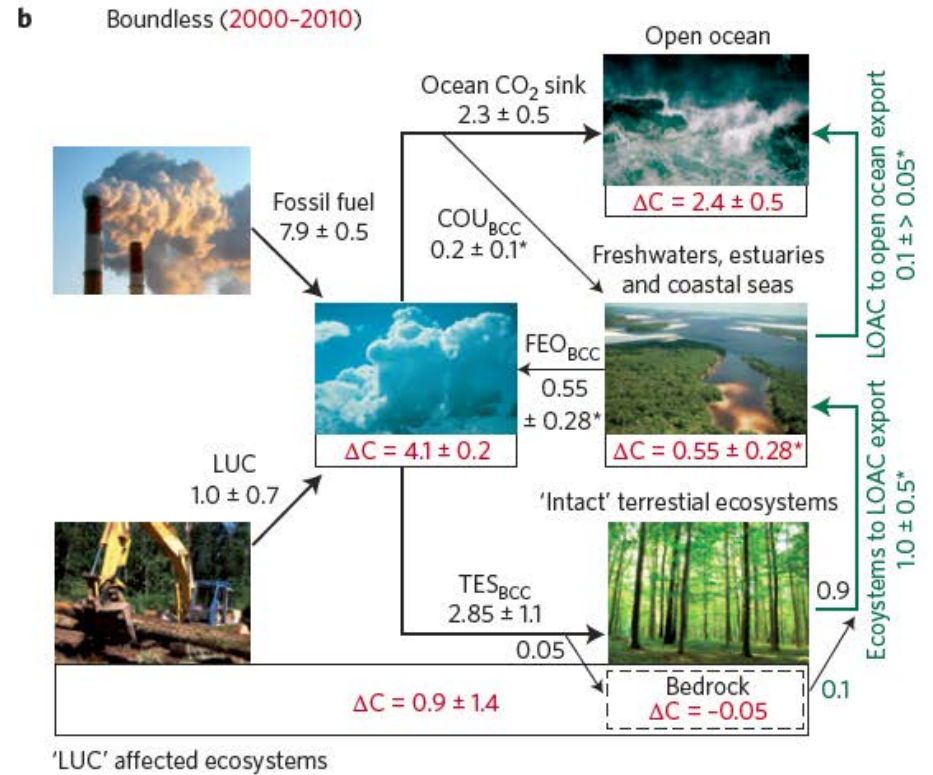 b Boundless (2000–2010)
Open ocean
Ocean CO₂ sink
2.3 ± 0.5
ΔC = 2.4 ± 0.5
Fossil fuel
7.9 ± 0.5
COU_BCC
0.2 ± 0.1*
Freshwaters, estuaries
and coastal seas
FEO_BCC
0.55
± 0.28*
ΔC = 4.1 ± 0.2
ΔC = 0.55 ± 0.28*
LOAC to open ocean export
0.1 ± > 0.05*
LUC
1.0 ± 0.7
'Intact' terrestial ecosystems
TES_BCC
2.85 ± 1.1
0.05
0.9
Ecoystems to LOAC export
1.0 ± 0.5*
Bedrock
ΔC = –0.05
0.1
ΔC = 0.9 ± 1.4
'LUC' affected ecosystems